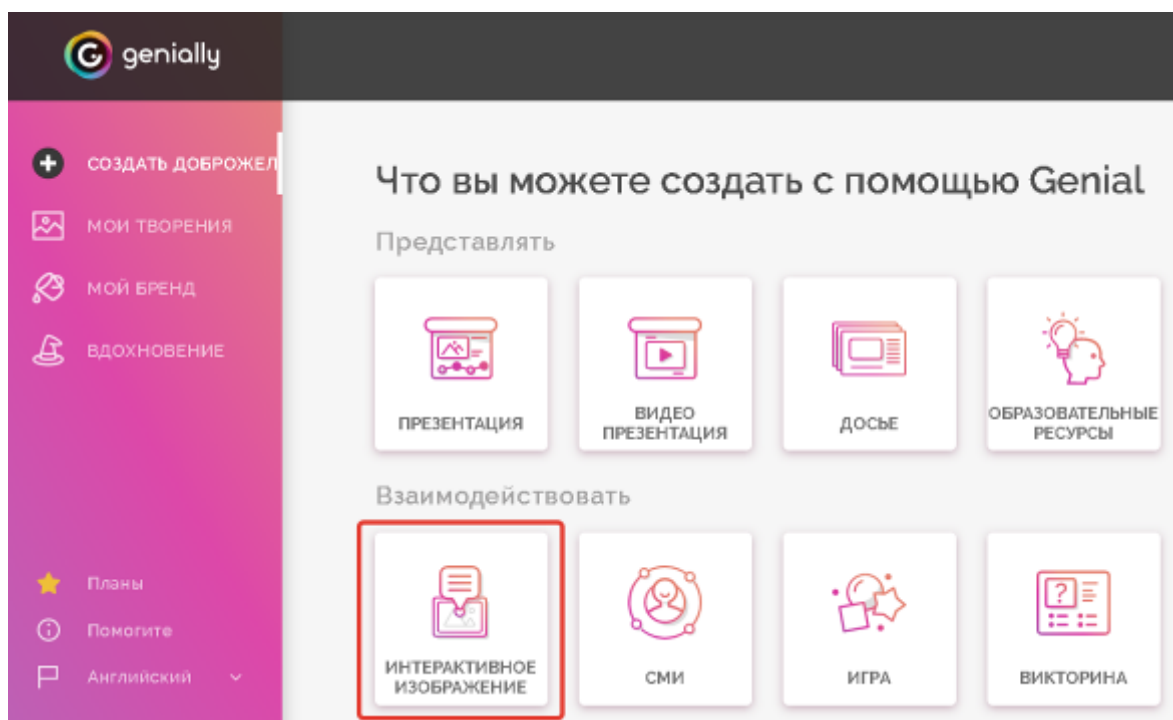 genially
СОЗДАТЬ ДОБРОЖЕЛ
МОИ ТВОРЕНИЯ
МОЙ БРЕНД
ВДОХНОВЕНИЕ
Планы
Помогите
Английский
Что вы можете создать с помощью Genial
Представлять
ПРЕЗЕНТАЦИЯ
ВИДЕО
ПРЕЗЕНТАЦИЯ
ДОСЬЕ
ОБРАЗОВАТЕЛЬНЫЕ
РЕСУРСЫ
Взаимодействовать
ИНТЕРАКТИВНОЕ
ИЗОБРАЖЕНИЕ
СМИ
ИГРА
ВИКТОРИНА